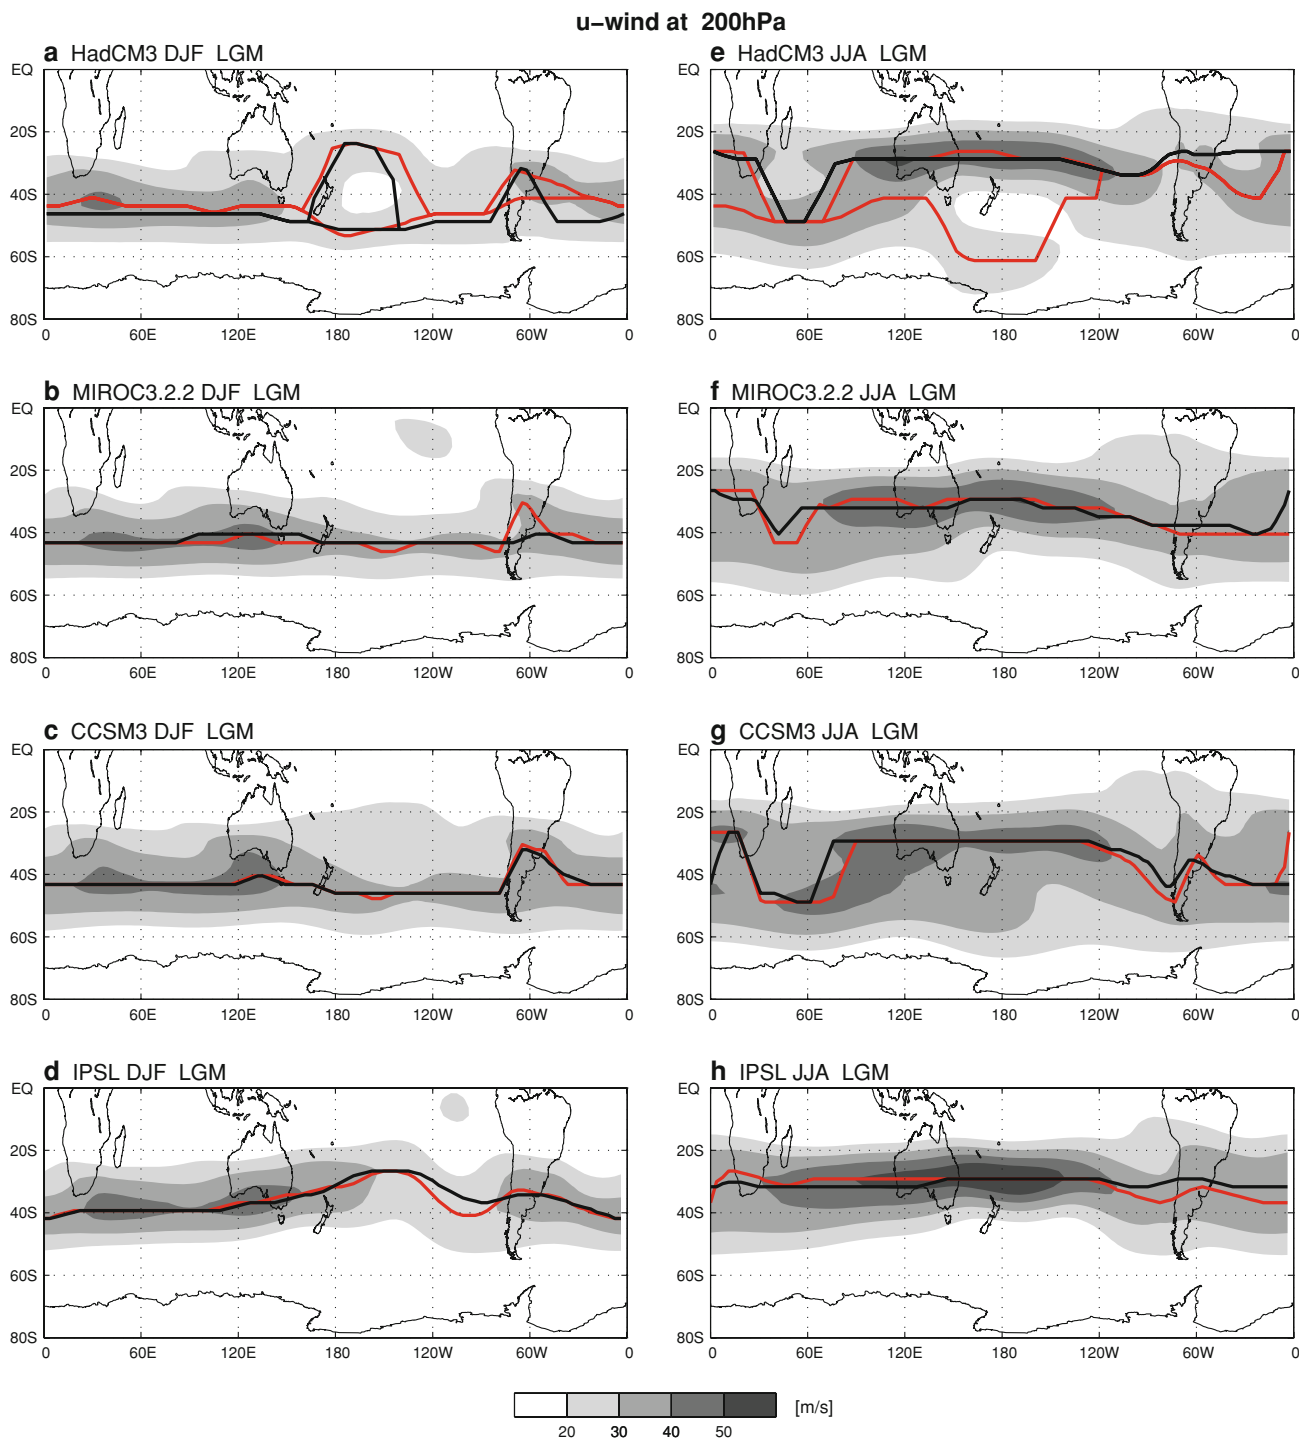 u-wind at 200hPa
a HadCM3 DJF LGM
EQ
20S
40S
60S
80S
0 60E 120E 180 120W 60W 0
e HadCM3 JJA LGM
EQ
20S
40S
60S
80S
0 60E 120E 180 120W 60W 0
b MIROC3.2.2 DJF LGM
EQ
20S
40S
60S
80S
0 60E 120E 180 120W 60W 0
f MIROC3.2.2 JJA LGM
EQ
20S
40S
60S
80S
0 60E 120E 180 120W 60W 0
c CCSM3 DJF LGM
EQ
20S
40S
60S
80S
0 60E 120E 180 120W 60W 0
g CCSM3 JJA LGM
EQ
20S
40S
60S
80S
0 60E 120E 180 120W 60W 0
d IPSL DJF LGM
EQ
20S
40S
60S
80S
0 60E 120E 180 120W 60W 0
h IPSL JJA LGM
EQ
20S
40S
60S
80S
0 60E 120E 180 120W 60W 0
[m/s]
20 30 40 50